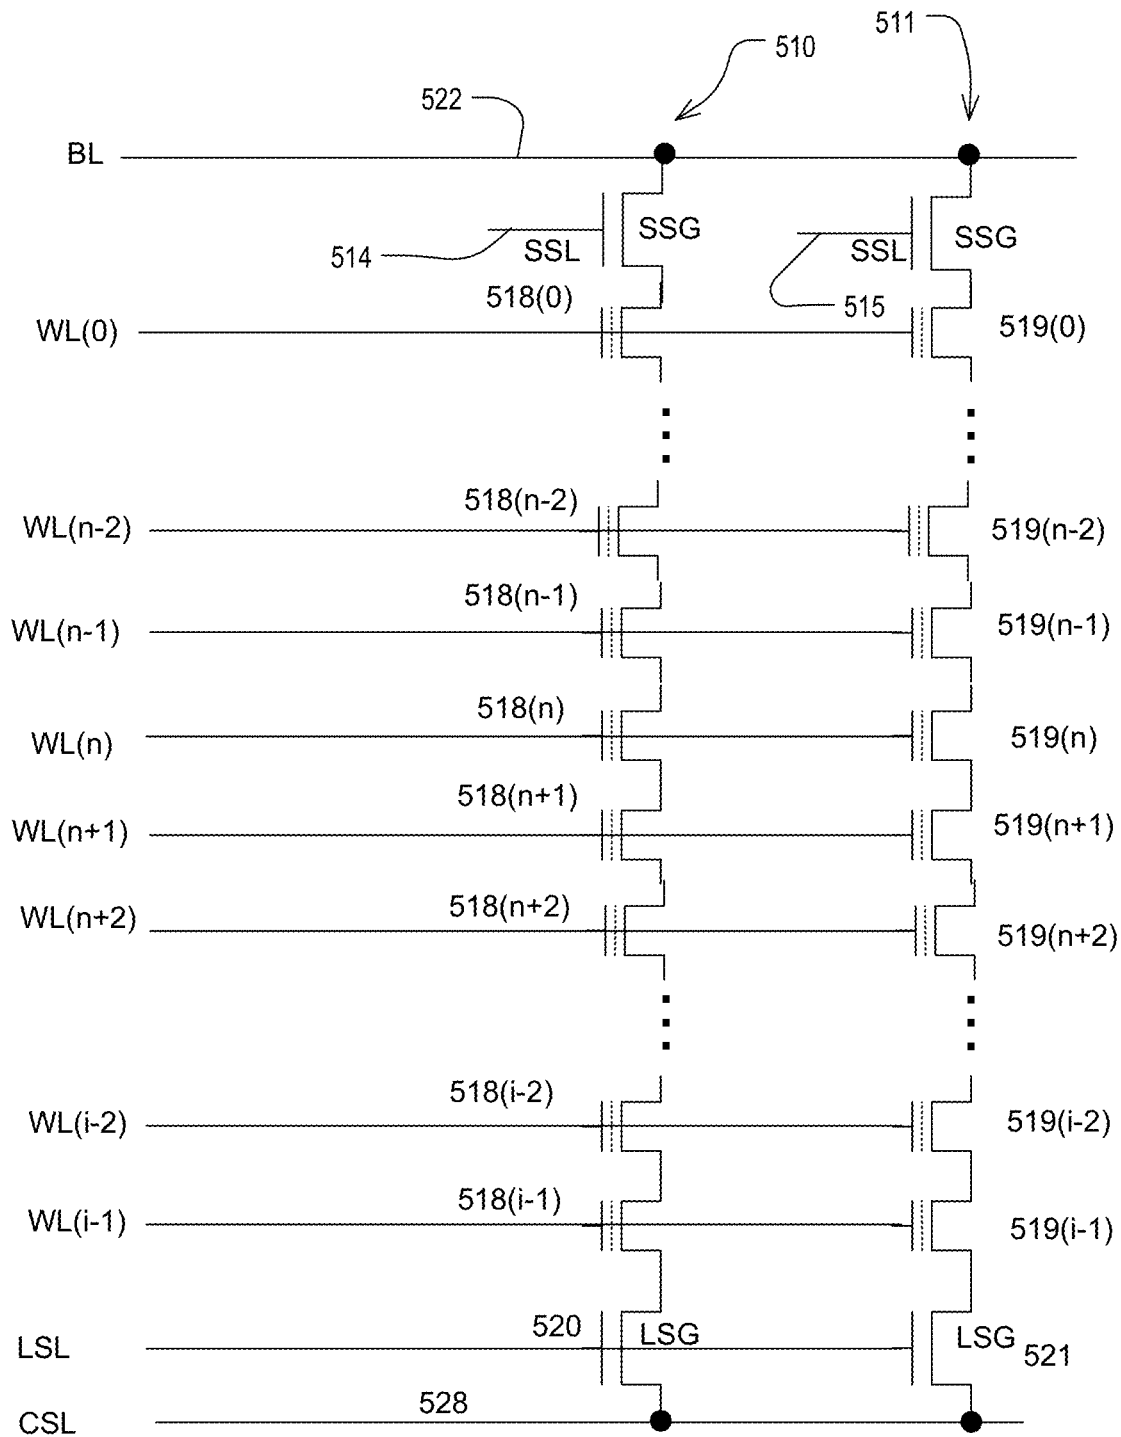 511
510
522
BL
SSG
SSG
514
SSL
SSL
518(0)
515
WL(0)
519(0)
518(n-2)
WL(n-2)
519(n-2)
518(n-1)
WL(n-1)
519(n-1)
518(n)
WL(n)
519(n)
518(n+1)
WL(n+1)
519(n+1)
518(n+2)
WL(n+2)
519(n+2)
518(i-2)
WL(i-2)
519(i-2)
518(i-1)
WL(i-1)
519(i-1)
520
LSG
LSG
521
LSL
528
CSL